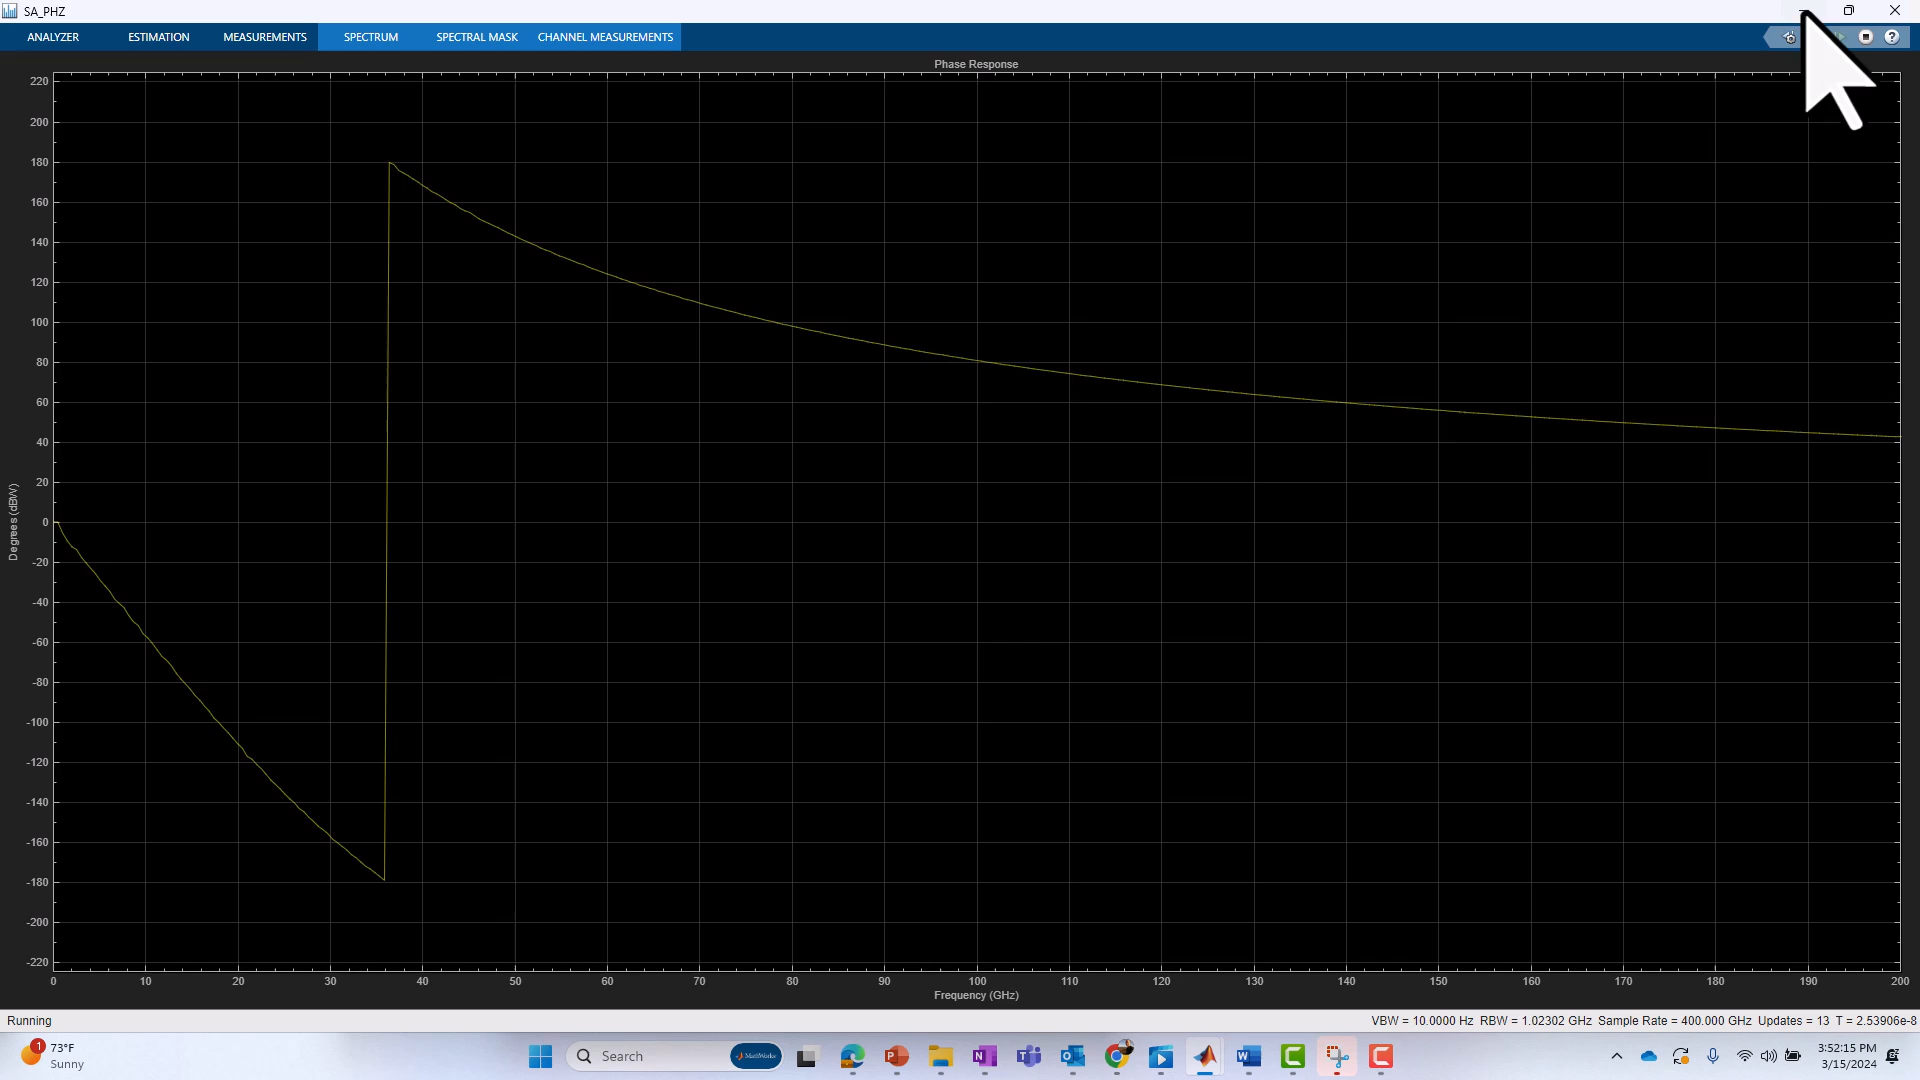 SA_PHZ
ANALYZER ESTIMATION MEASUREMENTS SPECTRUM SPECTRAL MASK CHANNEL MEASUREMENTS
Phase Response
220
200
180
160
140
120
100
80
60
40
20
0
-20
-40
-60
-80
-100
-120
-140
-160
-180
-200
-220
Degrees (dBW)
0 10 20 30 40 50 60 70 80 90 100 110 120 130 140 150 160 170 180 190 200
Frequency (GHz)
Running
VBW = 10.0000 Hz RBW = 1.02302 GHz Sample Rate = 400.000 GHz Updates = 13 T = 2.53906e-8
1
73°F
Sunny
Search
MathWorks
3:52:15 PM
3/15/2024